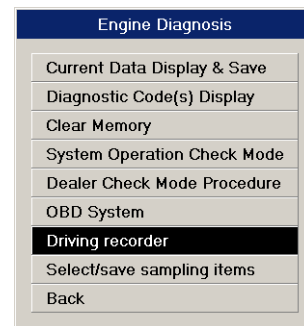 Engine Diagnosis
Current Data Display & Save
Diagnostic Code(s) Display
Clear Memory
System Operation Check Mode
Dealer Check Mode Procedure
OBD System
Driving recorder
Select/save sampling items
Back